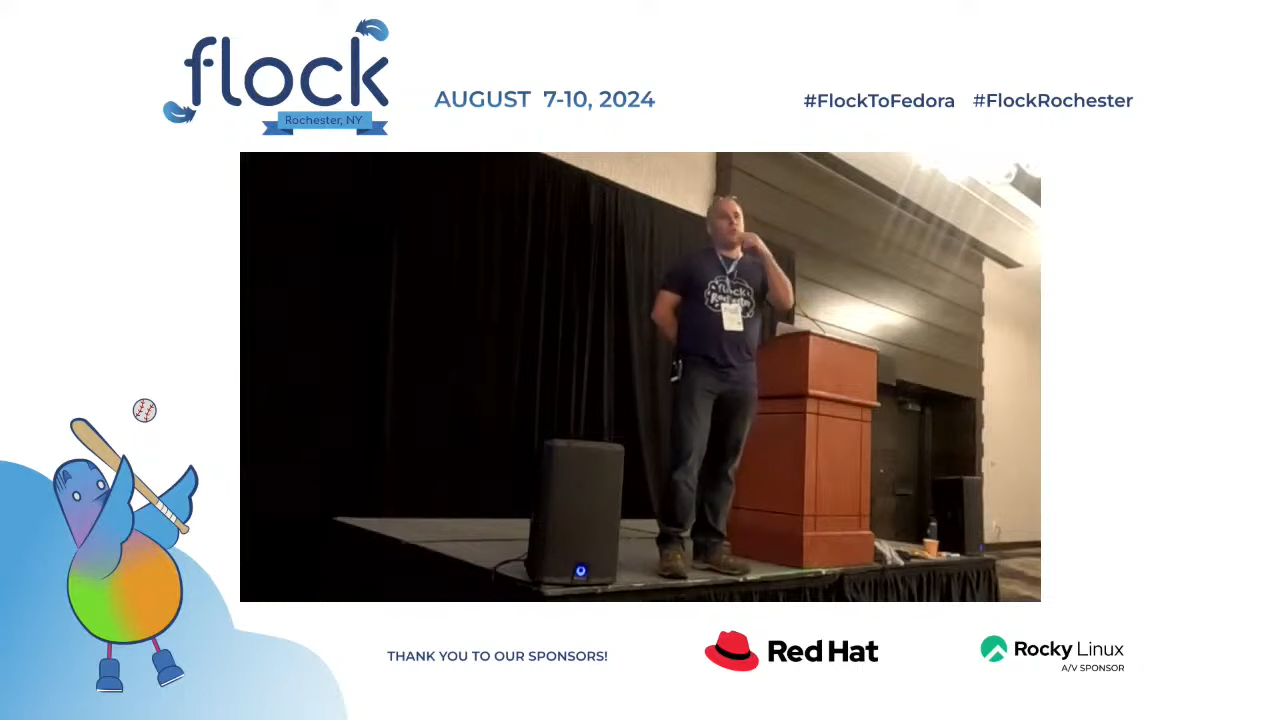 flock
Rochester, NY
AUGUST 7-10, 2024
#FlockToFedora #FlockRochester
flock
THANK YOU TO OUR SPONSORS!
Red Hat
Rocky Linux
A/V SPONSOR